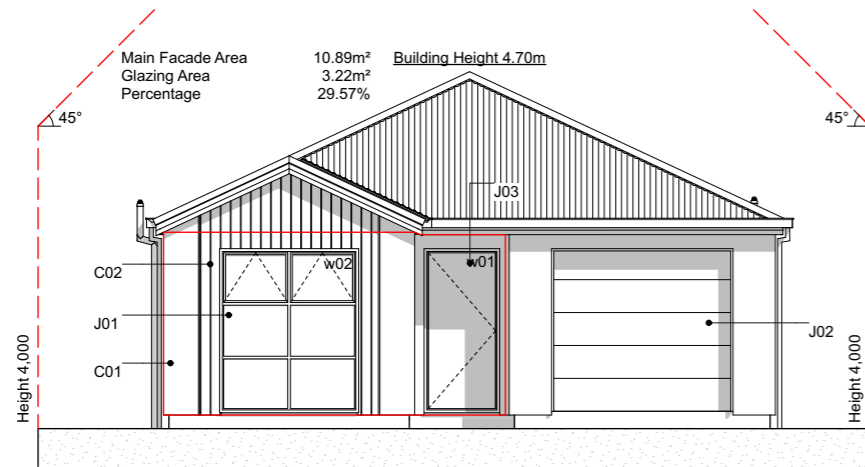 Main Facade Area 10.89m² Building Height 4.70m
Glazing Area 3.22m²
Percentage 29.57%
45°
45°
J03
C02
w02
w01
J01
J02
C01
Height 4,000
Height 4,000